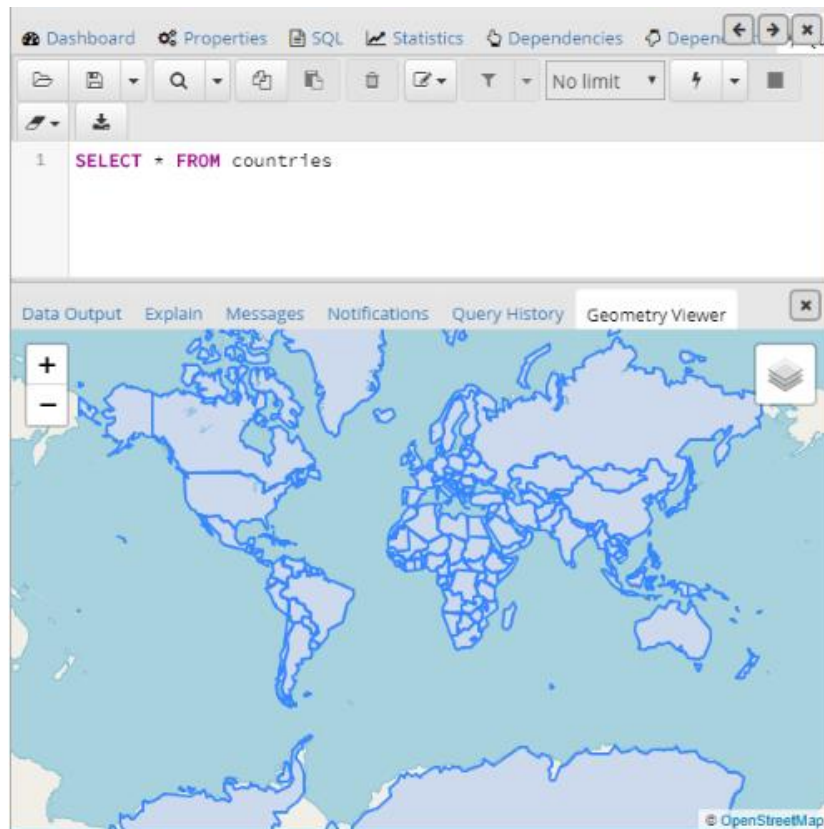 Dashboard Properties SQL Statistics Dependencies Depen
No limit
1 SELECT * FROM countries
Data Output Explain Messages Notifications Query History Geometry Viewer
+
−
© OpenStreetMap